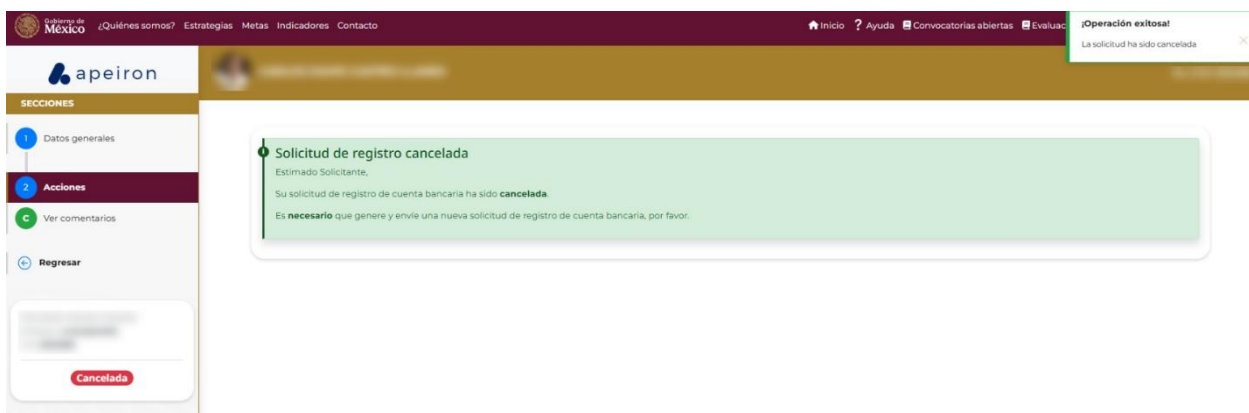 Gobierno de
México
¿Quiénes somos? Estrategias Metas Indicadores Contacto
Inicio ? Ayuda Convocatorias abiertas Evaluac
¡Operación exitosa!
La solicitud ha sido cancelada
apeiron
SECCIONES
1 Datos generales
2 Acciones
C Ver comentarios
Regresar
Cancelada
Solicitud de registro cancelada
Estimado Solicitante,
Su solicitud de registro de cuenta bancaria ha sido cancelada.
Es necesario que genere y envíe una nueva solicitud de registro de cuenta bancaria, por favor.